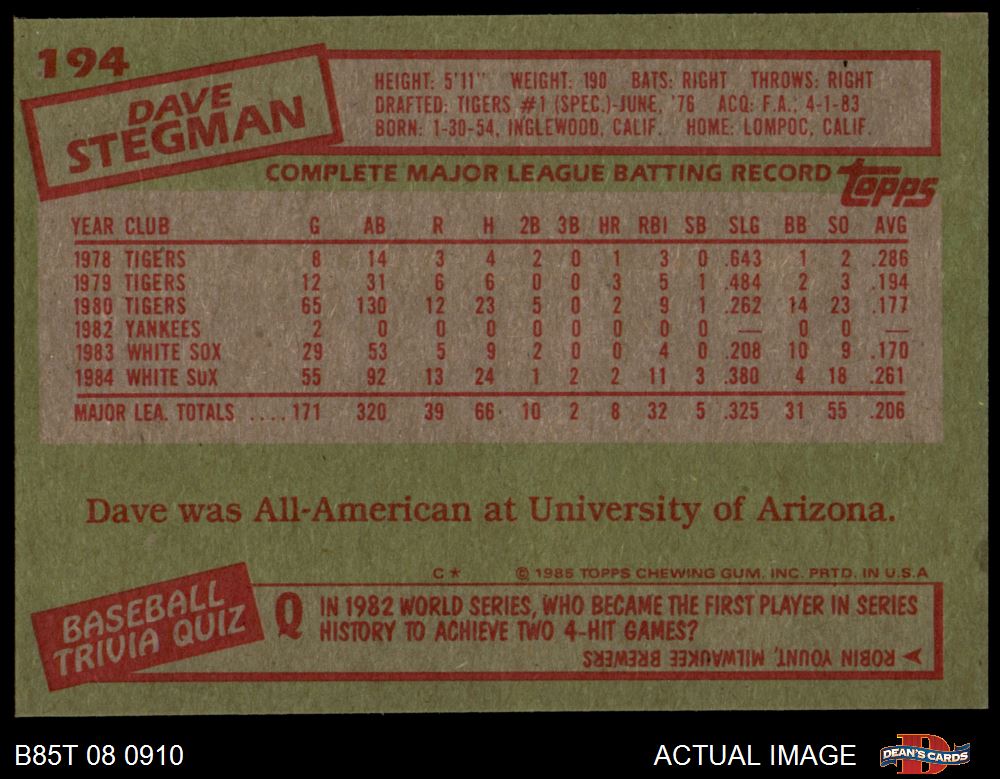 194
DAVE
STEGMAN
HEIGHT: 5'11" WEIGHT: 190 BATS: RIGHT THROWS: RIGHT
DRAFTED: TIGERS #1 (SPEC.)-JUNE, '76 ACQ: F.A., 4-1-83
BORN: 1-30-54, INGLEWOOD, CALIF. HOME: LOMPOC, CALIF.
COMPLETE MAJOR LEAGUE BATTING RECORD topps
YEAR CLUB G AB R H 2B 3B HR RBI SB SLG BB SO AVG
1978 TIGERS 8 14 3 4 2 0 1 3 0 .643 1 2 .286
1979 TIGERS 12 31 6 6 0 0 3 5 1 .484 2 3 .194
1980 TIGERS 65 130 12 23 5 0 2 9 1 .262 14 23 .177
1982 YANKEES 2 0 0 0 0 0 0 0 0 — 0 0 —
1983 WHITE SOX 29 53 5 9 2 0 0 4 0 .208 10 9 .170
1984 WHITE SOX 55 92 13 24 1 2 2 11 3 .380 4 18 .261
MAJOR LEA. TOTALS .... 171 320 39 66 10 2 8 32 5 .325 31 55 .206
Dave was All-American at University of Arizona.
C* © 1985 TOPPS CHEWING GUM, INC. PRTD. IN U.S.A
BASEBALL
TRIVIA QUIZ
Q IN 1982 WORLD SERIES, WHO BECAME THE FIRST PLAYER IN SERIES
HISTORY TO ACHIEVE TWO 4-HIT GAMES?
ROBIN YOUNT, MILWAUKEE BREWERS
B85T 08 0910
ACTUAL IMAGE
DEAN'S CARDS